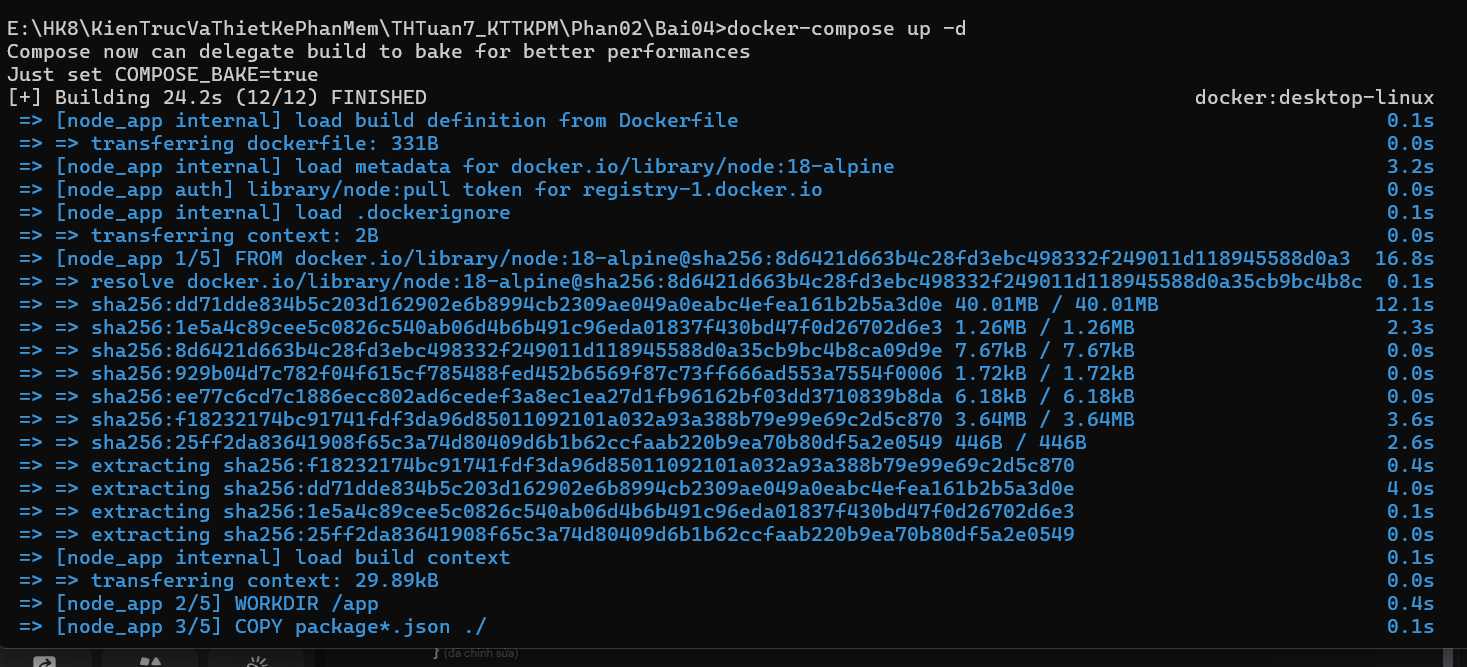 E:\HK8\KienTrucVaThietKePhanMem\THTuan7_KTTKPM\Phan02\Bai04>docker-compose up -d
Compose now can delegate build to bake for better performances
Just set COMPOSE_BAKE=true
[+] Building 24.2s (12/12) FINISHED docker:desktop-linux
=> [node_app internal] load build definition from Dockerfile 0.1s
=> => transferring dockerfile: 331B 0.0s
=> [node_app internal] load metadata for docker.io/library/node:18-alpine 3.2s
=> [node_app auth] library/node:pull token for registry-1.docker.io 0.0s
=> [node_app internal] load .dockerignore 0.1s
=> => transferring context: 2B 0.0s
=> [node_app 1/5] FROM docker.io/library/node:18-alpine@sha256:8d6421d663b4c28fd3ebc498332f249011d118945588d0a3 16.8s
=> => resolve docker.io/library/node:18-alpine@sha256:8d6421d663b4c28fd3ebc498332f249011d118945588d0a35cb9bc4b8c 0.1s
=> => sha256:dd71dde834b5c203d162902e6b8994cb2309ae049a0eabc4efea161b2b5a3d0e 40.01MB / 40.01MB 12.1s
=> => sha256:1e5a4c89cee5c0826c540ab06d4b6b491c96eda01837f430bd47f0d26702d6e3 1.26MB / 1.26MB 2.3s
=> => sha256:8d6421d663b4c28fd3ebc498332f249011d118945588d0a35cb9bc4b8ca09d9e 7.67kB / 7.67kB 0.0s
=> => sha256:929b04d7c782f04f615cf785488fed452b6569f87c73ff666ad553a7554f0006 1.72kB / 1.72kB 0.0s
=> => sha256:ee77c6cd7c1886ecc802ad6cedef3a8ec1ea27d1fb96162bf03dd3710839b8da 6.18kB / 6.18kB 0.0s
=> => sha256:f18232174bc91741fdf3da96d85011092101a032a93a388b79e99e69c2d5c870 3.64MB / 3.64MB 3.6s
=> => sha256:25ff2da83641908f65c3a74d80409d6b1b62ccfaab220b9ea70b80df5a2e0549 446B / 446B 2.6s
=> => extracting sha256:f18232174bc91741fdf3da96d85011092101a032a93a388b79e99e69c2d5c870 0.4s
=> => extracting sha256:dd71dde834b5c203d162902e6b8994cb2309ae049a0eabc4efea161b2b5a3d0e 4.0s
=> => extracting sha256:1e5a4c89cee5c0826c540ab06d4b6b491c96eda01837f430bd47f0d26702d6e3 0.1s
=> => extracting sha256:25ff2da83641908f65c3a74d80409d6b1b62ccfaab220b9ea70b80df5a2e0549 0.0s
=> [node_app internal] load build context 0.1s
=> => transferring context: 29.89kB 0.0s
=> [node_app 2/5] WORKDIR /app 0.4s
=> [node_app 3/5] COPY package*.json ./ 0.1s
} (đã chỉnh sửa)